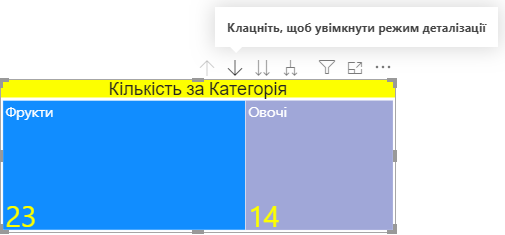 Клацніть, щоб увімкнути режим деталізації
Кількість за Категорія
Фрукти
Овочі
23
14